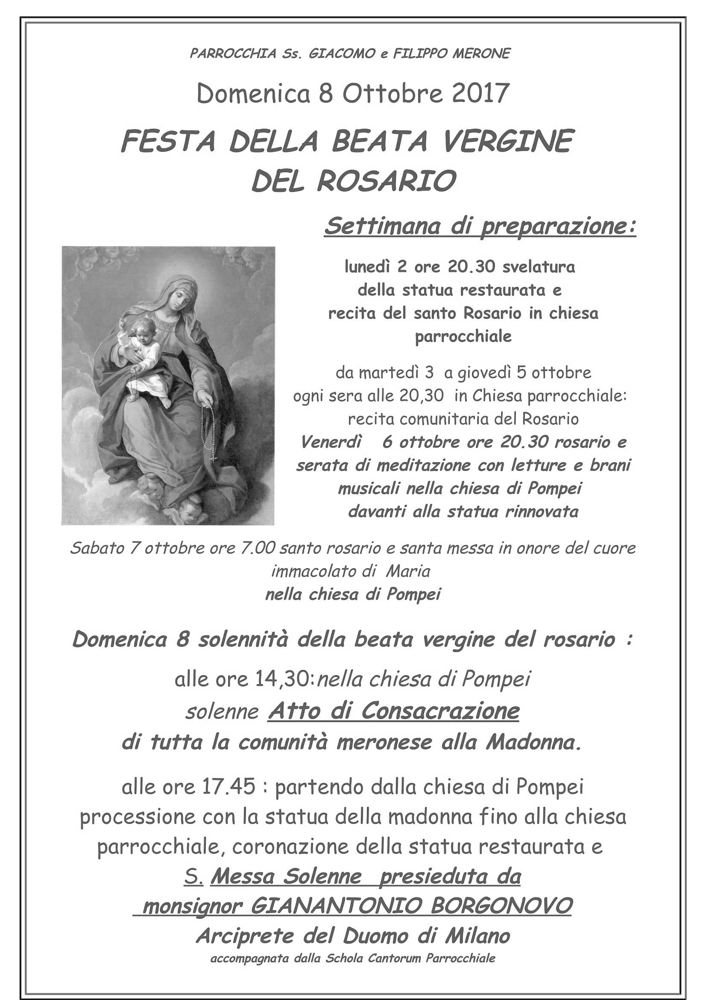 PARROCCHIA Ss. GIACOMO e FILIPPO MERONE
Domenica 8 Ottobre 2017
FESTA DELLA BEATA VERGINE
DEL ROSARIO
Settimana di preparazione:
lunedì 2 ore 20.30 svelatura
della statua restaurata e
recita del santo Rosario in chiesa
parrocchiale
da martedì 3 a giovedì 5 ottobre
ogni sera alle 20,30 in Chiesa parrocchiale:
recita comunitaria del Rosario
Venerdì 6 ottobre ore 20.30 rosario e
serata di meditazione con letture e brani
musicali nella chiesa di Pompei
davanti alla statua rinnovata
Sabato 7 ottobre ore 7.00 santo rosario e santa messa in onore del cuore
immacolato di Maria
nella chiesa di Pompei
Domenica 8 solennità della beata vergine del rosario :
alle ore 14,30:nella chiesa di Pompei
solenne Atto di Consacrazione
di tutta la comunità meronese alla Madonna.
alle ore 17.45 : partendo dalla chiesa di Pompei
processione con la statua della madonna fino alla chiesa
parrocchiale, coronazione della statua restaurata e
S. Messa Solenne presieduta da
monsignor GIANANTONIO BORGONOVO
Arciprete del Duomo di Milano
accompagnata dalla Schola Cantorum Parrocchiale